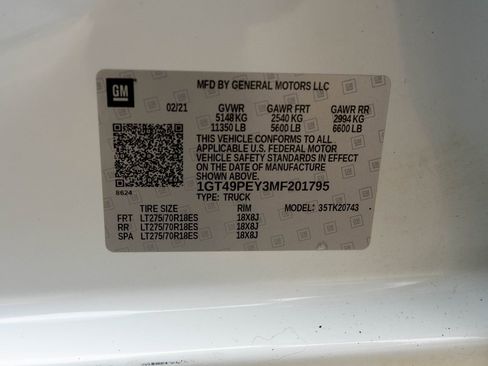 GM
MFD BY GENERAL MOTORS LLC
02/21 GVWR GAWR FRT GAWR RR
5148 KG 2540 KG 2994 KG
11350 LB 5600 LB 6600 LB
THIS VEHICLE CONFORMS TO ALL
APPLICABLE U.S. FEDERAL MOTOR
VEHICLE SAFETY STANDARDS IN EFFECT
ON THE DATE OF MANUFACTURE
SHOWN ABOVE.
1GT49PEY3MF201795
8624
TYPE: TRUCK MODEL: 35TK20743
TIRE SIZE RIM
FRT LT275/70R18ES 18X8J
RR LT275/70R18ES 18X8J
SPA LT275/70R18ES 18X8J